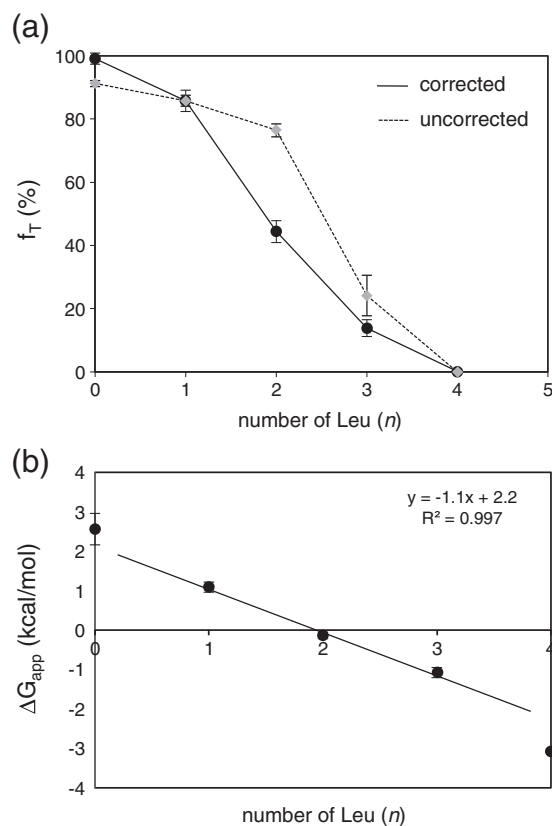 (a)
100
80
60
40
20
0
f_T (%)
corrected
uncorrected
0 1 2 3 4 5
number of Leu (n)
(b)
4
3
2
1
0
-1
-2
-3
-4
ΔG_app (kcal/mol)
y = -1.1x + 2.2
R² = 0.997
0 1 2 3 4
number of Leu (n)